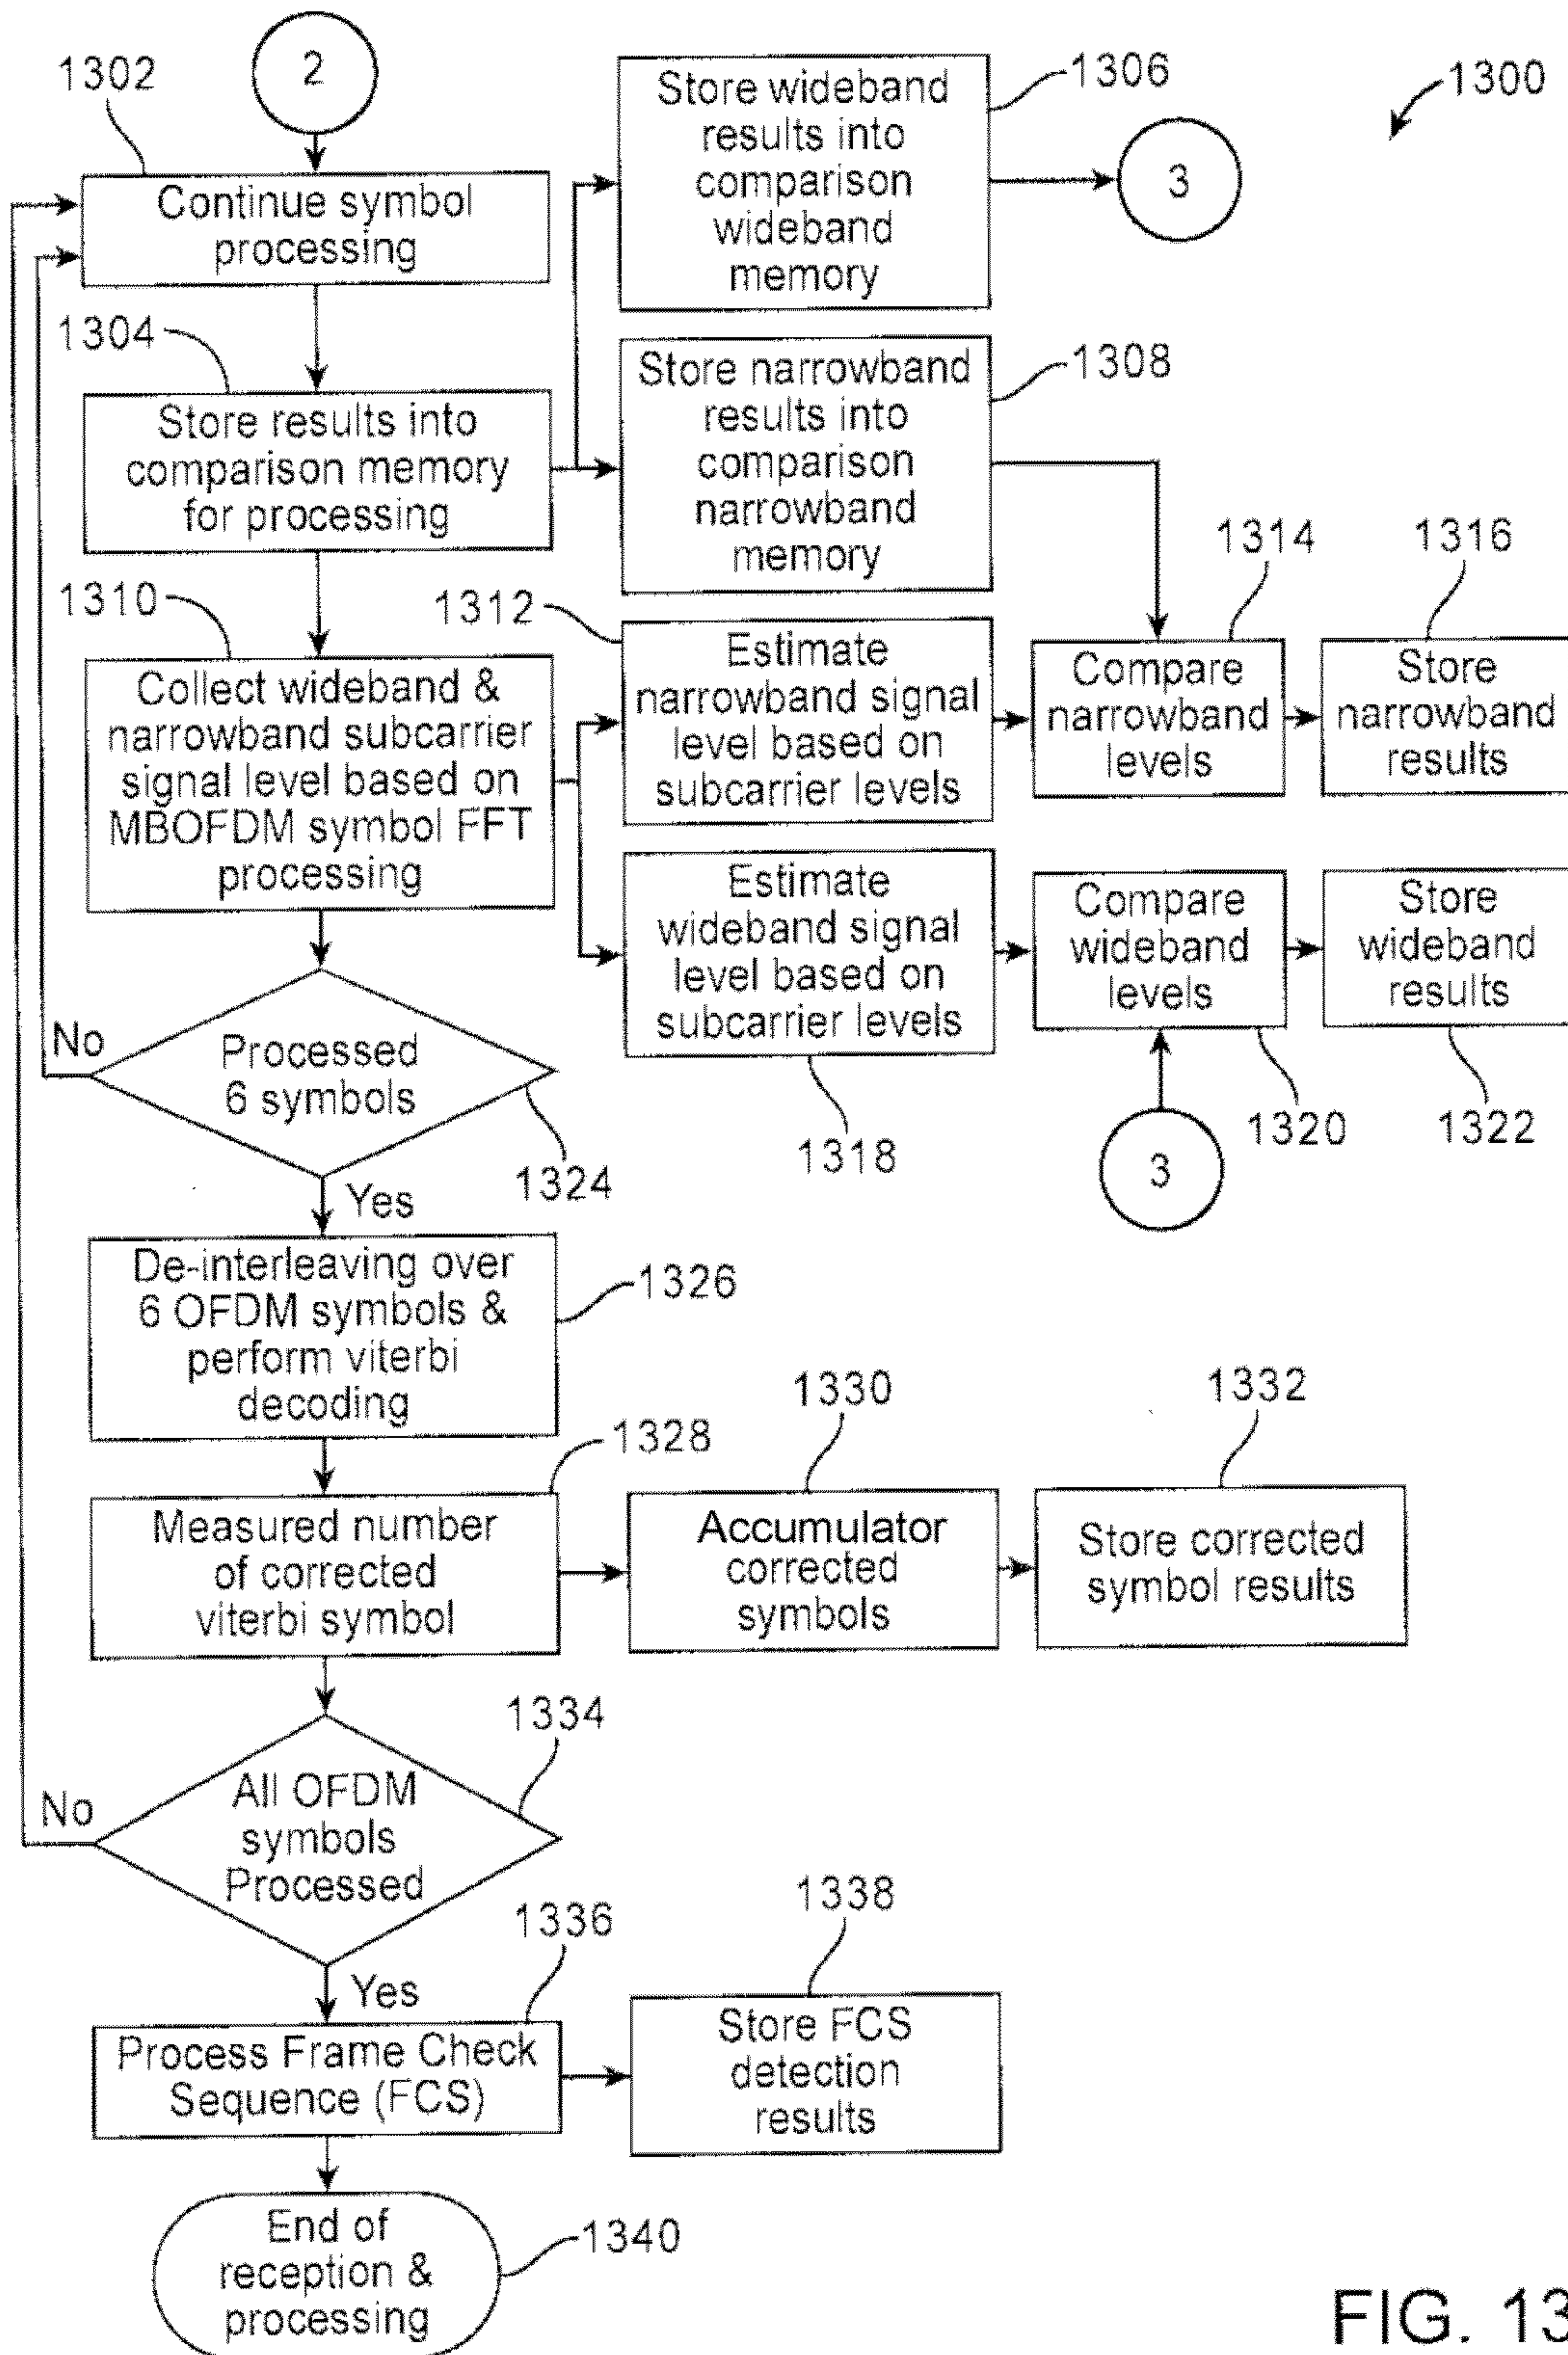 2
1302
Continue symbol
processing
1304
Store results into
comparison memory
for processing
1306
Store wideband
results into
comparison
wideband
memory
3
1300
1308
Store narrowband
results into
comparison
narrowband
memory
1310
Collect wideband &
narrowband subcarrier
signal level based on
MBOFDM symbol FFT
processing
1312
Estimate
narrowband signal
level based on
subcarrier levels
1314
Compare
narrowband
levels
1316
Store
narrowband
results
Estimate
wideband signal
level based on
subcarrier levels
1318
Compare
wideband
levels
1320
3
Store
wideband
results
1322
No
Processed
6 symbols
1324
Yes
De-interleaving over
6 OFDM symbols &
perform viterbi
decoding
1326
1328
Measured number
of corrected
viterbi symbol
1330
Accumulator
corrected
symbols
1332
Store corrected
symbol results
1334
No
All OFDM
symbols
Processed
Yes
1336
Process Frame Check
Sequence (FCS)
1338
Store FCS
detection
results
End of
reception &
processing
1340
FIG. 13